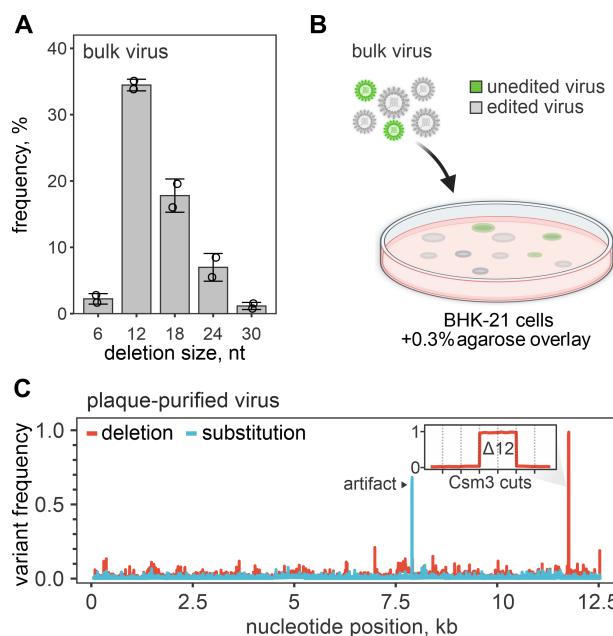 A
bulk virus
frequency, %
40
30
20
10
0
6 12 18 24 30
deletion size, nt
B
bulk virus
unedited virus
edited virus
BHK-21 cells
+0.3% agarose overlay
C
plaque-purified virus
variant frequency
1.0
0.5
0.0
deletion substitution
artifact
1
0
Δ12
Csm3 cuts
0 2.5 5 7.5 10 12.5
nucleotide position, kb